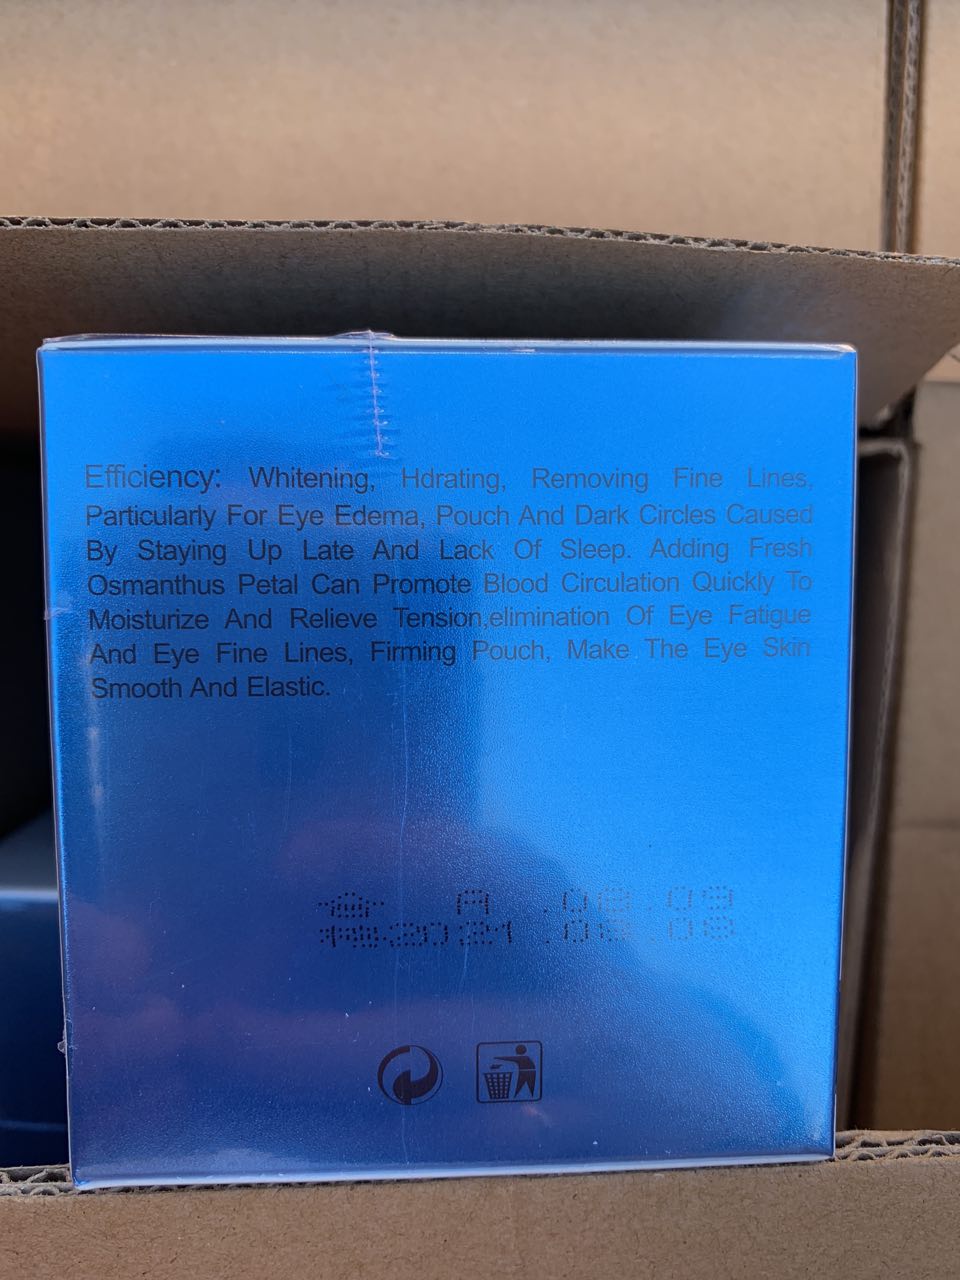 Efficiency: Whitening, Hdrating, Removing Fine Lines,
Particularly For Eye Edema, Pouch And Dark Circles Caused
By Staying Up Late And Lack Of Sleep. Adding Fresh
Osmanthus Petal Can Promote Blood Circulation Quickly To
Moisturize And Relieve Tension,elimination Of Eye Fatigue
And Eye Fine Lines, Firming Pouch, Make The Eye Skin
Smooth And Elastic.